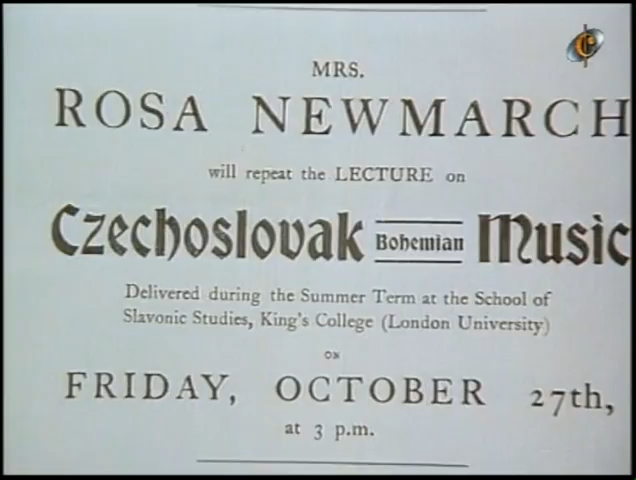 MRS.
ROSA NEWMARCH
will repeat the LECTURE on
Czechoslovak Bohemian Music
Delivered during the Summer Term at the School of
Slavonic Studies, King's College (London University)
ON
FRIDAY, OCTOBER 27th,
at 3 p.m.